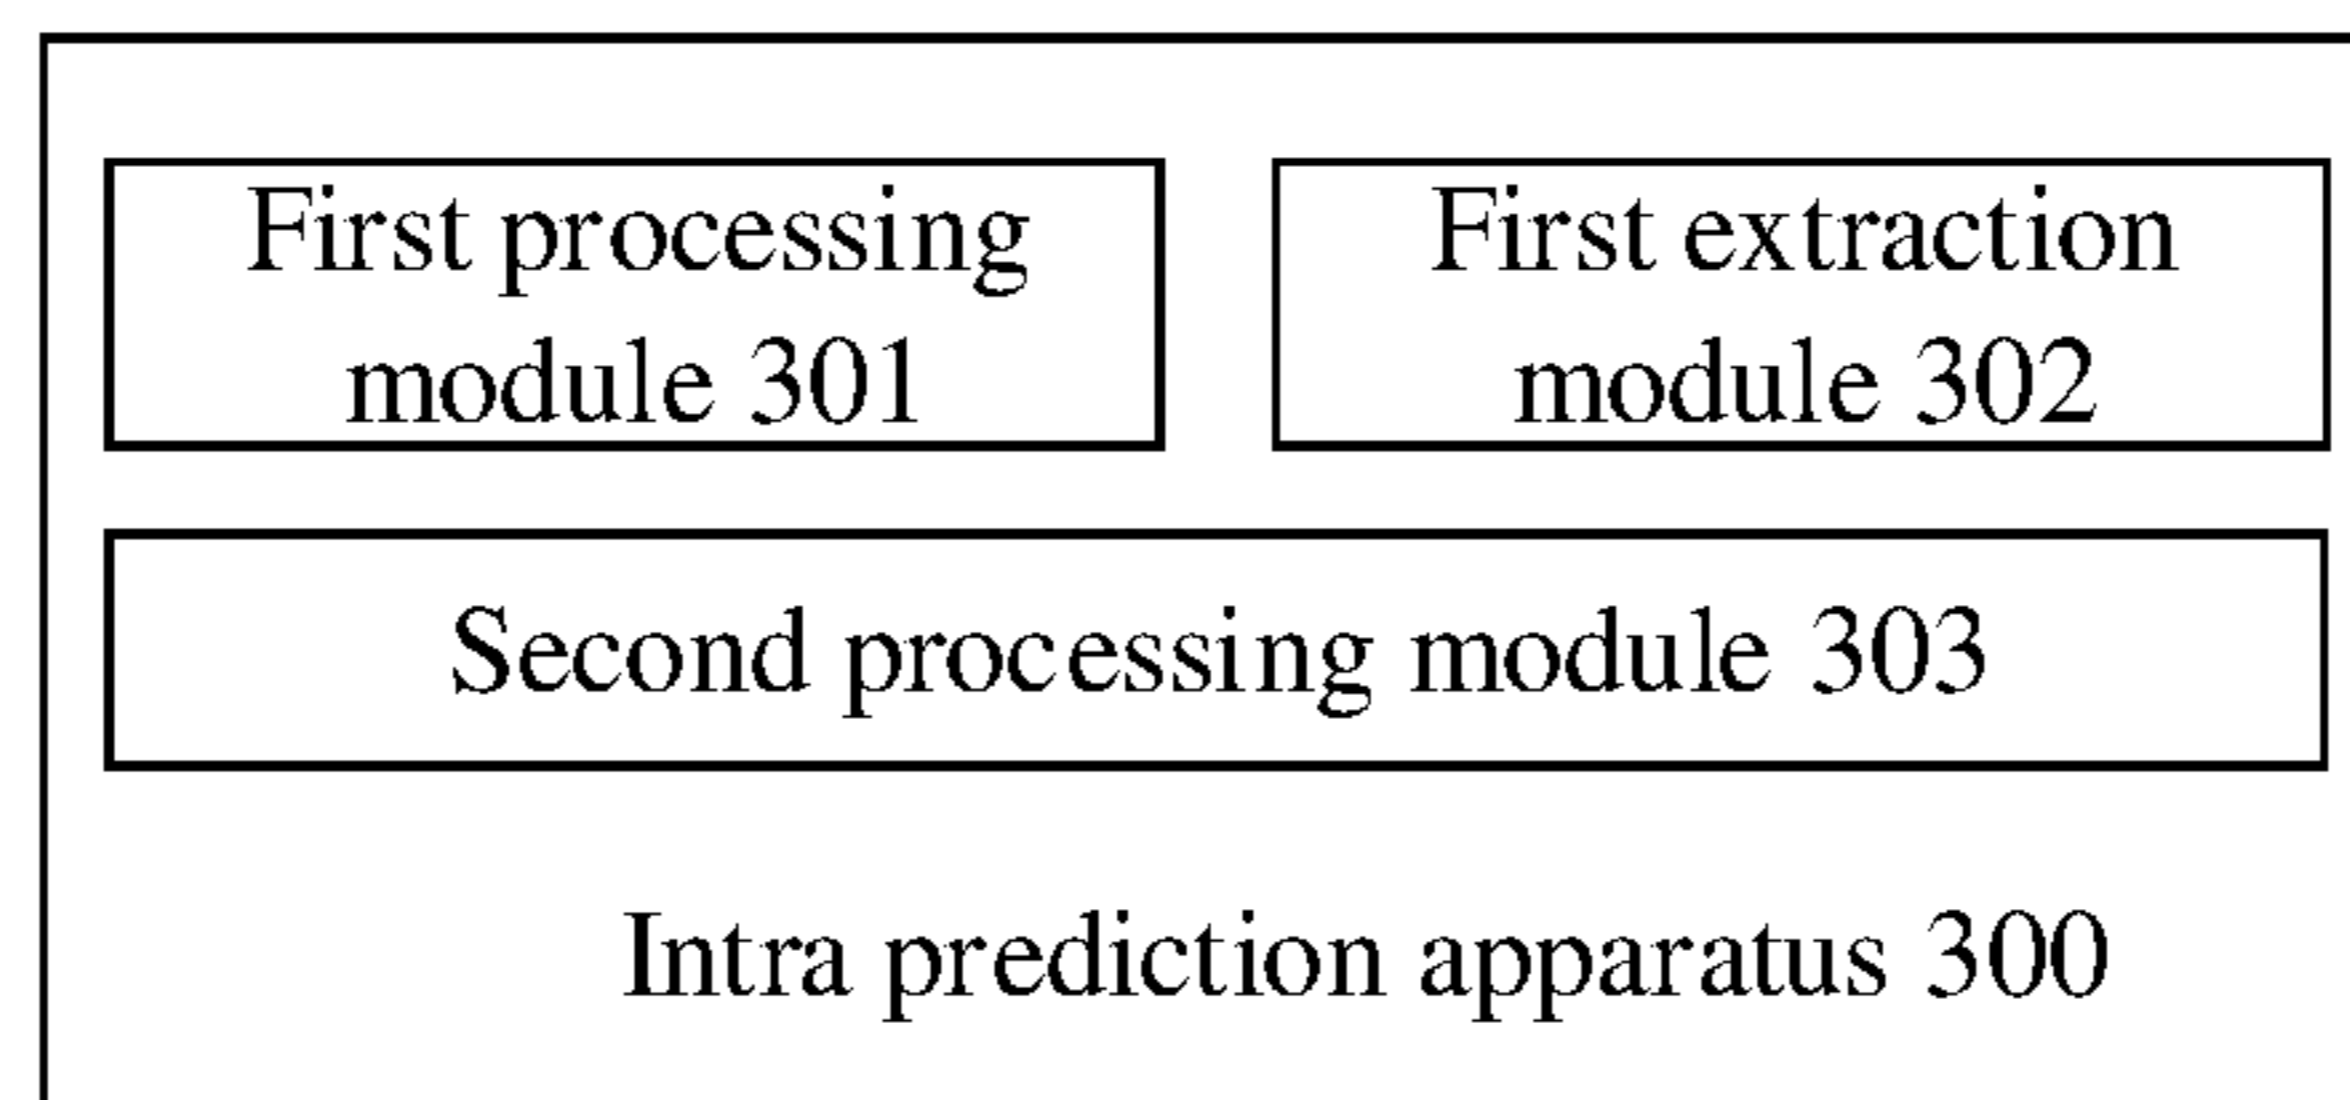 First processing
module 301
First extraction
module 302
Second processing module 303
Intra prediction apparatus 300